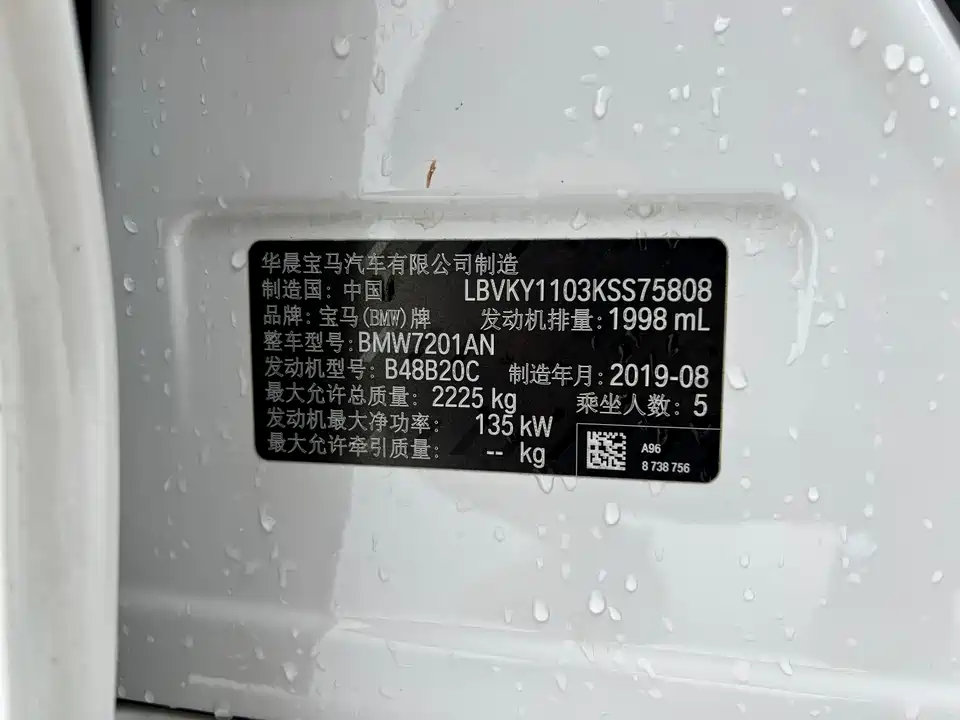 华晨宝马汽车有限公司制造
制造国: 中国 LBVKY1103KSS75808
品牌: 宝马(BMW)牌 发动机排量: 1998 mL
整车型号: BMW7201AN
发动机型号: B48B20C 制造年月: 2019-08
最大允许总质量: 2225 kg 乘坐人数: 5
发动机最大净功率: 135 kW
最大允许牵引质量: -- kg
A96
8 738 756